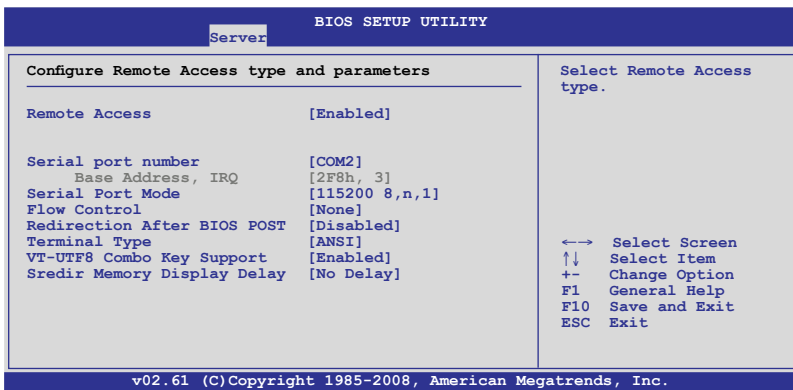 BIOS SETUP UTILITY
Server
Configure Remote Access type and parameters
Remote Access [Enabled]
Serial port number [COM2]
Base Address, IRQ [2F8h, 3]
Serial Port Mode [115200 8,n,1]
Flow Control [None]
Redirection After BIOS POST [Disabled]
Terminal Type [ANSI]
VT-UTF8 Combo Key Support [Enabled]
Sredir Memory Display Delay [No Delay]
Select Remote Access
type.
←→ Select Screen
↑↓ Select Item
+- Change Option
F1 General Help
F10 Save and Exit
ESC Exit
v02.61 (C)Copyright 1985-2008, American Megatrends, Inc.